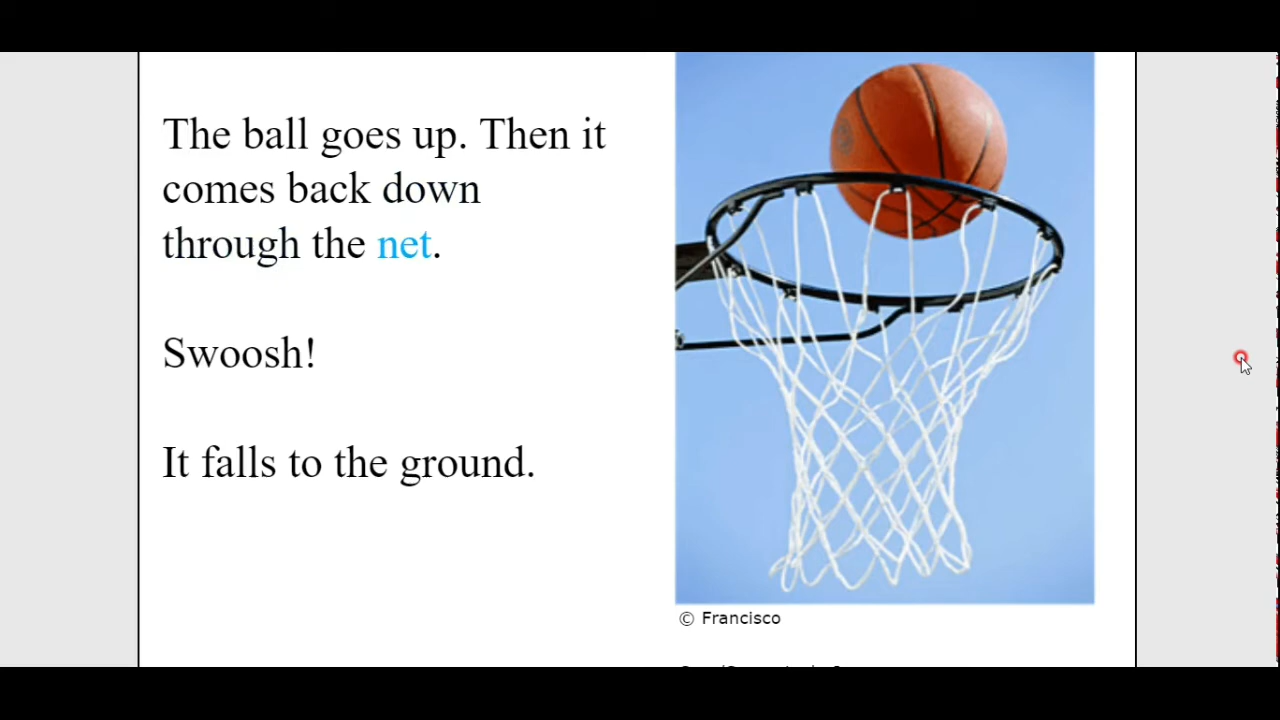 The ball goes up. Then it
comes back down
through the net.
Swoosh!
It falls to the ground.
© Francisco